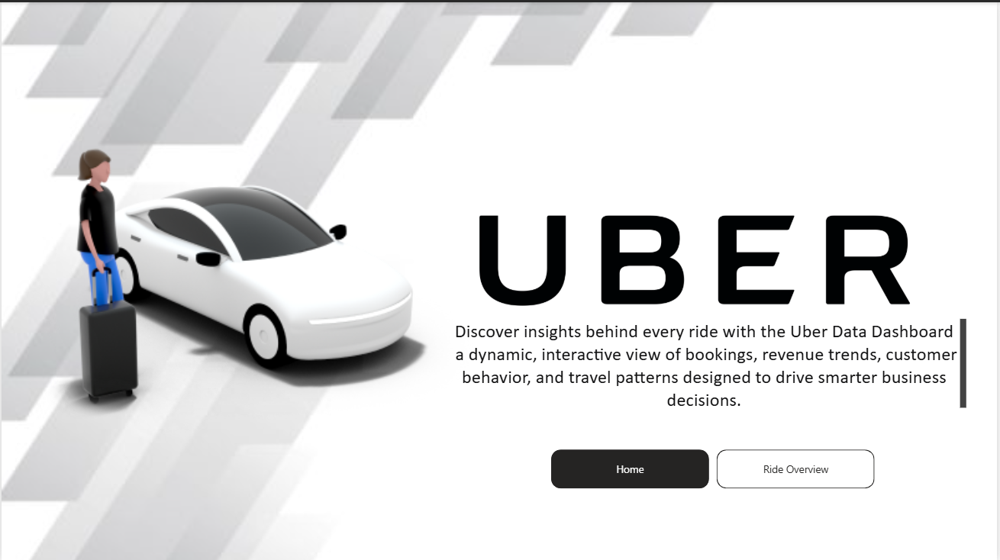 UBER
Discover insights behind every ride with the Uber Data Dashboard
a dynamic, interactive view of bookings, revenue trends, customer
behavior, and travel patterns designed to drive smarter business
decisions.
Home
Ride Overview